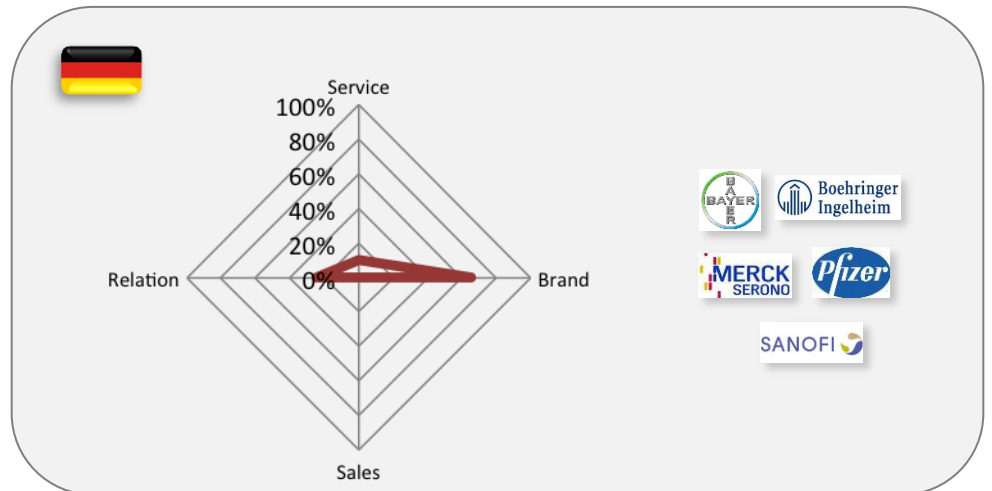 Service
100%
80%
60%
40%
20%
0%
Relation
Brand
Sales
BAYER
BAYER
Boehringer
Ingelheim
MERCK
SERONO
Pfizer
SANOFI